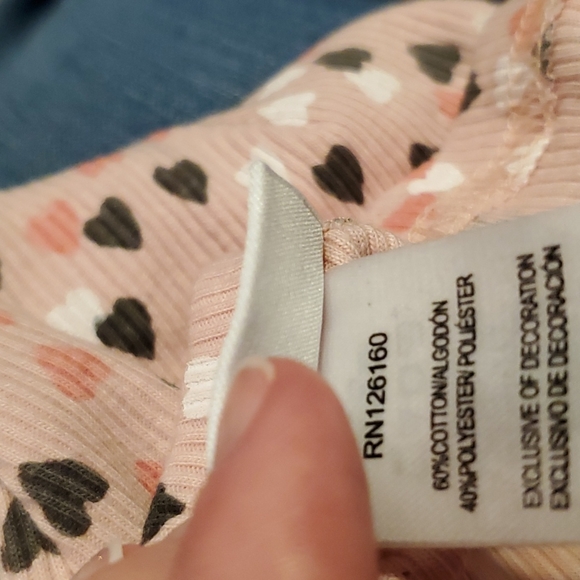 RN126160
60%COTTON/ALGODÓN
40%POLYESTER/POLIÉSTER
EXCLUSIVE OF DECORATION
EXCLUSIVO DE DECORACIÓN